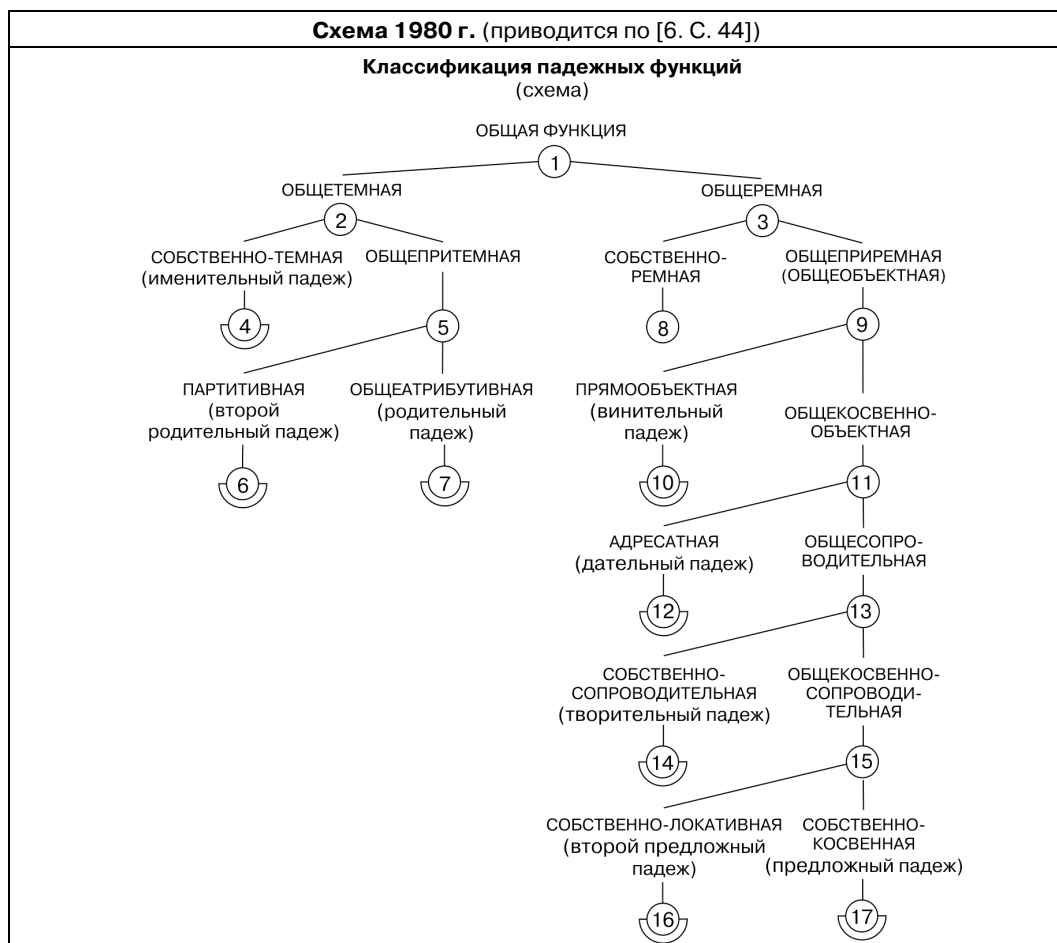 Схема 1980 г. (приводится по [6. С. 44])
Классификация падежных функций
(схема)
ОБЩАЯ ФУНКЦИЯ
1
ОБЩЕТЕМНАЯ
ОБЩЕРЕМНАЯ
2
3
СОБСТВЕННО-ТЕМНАЯ
(именительный падеж)
ОБЩЕПРИТЕМНАЯ
СОБСТВЕННО-
РЕМНАЯ
ОБЩЕПРИРЕМНАЯ
(ОБЩЕОБЪЕКТНАЯ)
4
5
8
9
ПАРТИТИВНАЯ
(второй
родительный падеж)
ОБЩЕАТРИБУТИВНАЯ
(родительный
падеж)
ПРЯМООБЪЕКТНАЯ
(винительный
падеж)
ОБЩЕКОСВЕННО-
ОБЪЕКТНАЯ
6
7
10
11
АДРЕСАТНАЯ
(дательный падеж)
ОБЩЕСОПРО-
ВОДИТЕЛЬНАЯ
12
13
СОБСТВЕННО-
СОПРОВОДИТЕЛЬНАЯ
(творительный падеж)
ОБЩЕКОСВЕННО-
СОПРОВОДИ-
ТЕЛЬНАЯ
14
15
СОБСТВЕННО-ЛОКАТИВНАЯ
(второй предложный
падеж)
СОБСТВЕННО-
КОСВЕННАЯ
(предложный падеж)
16
17